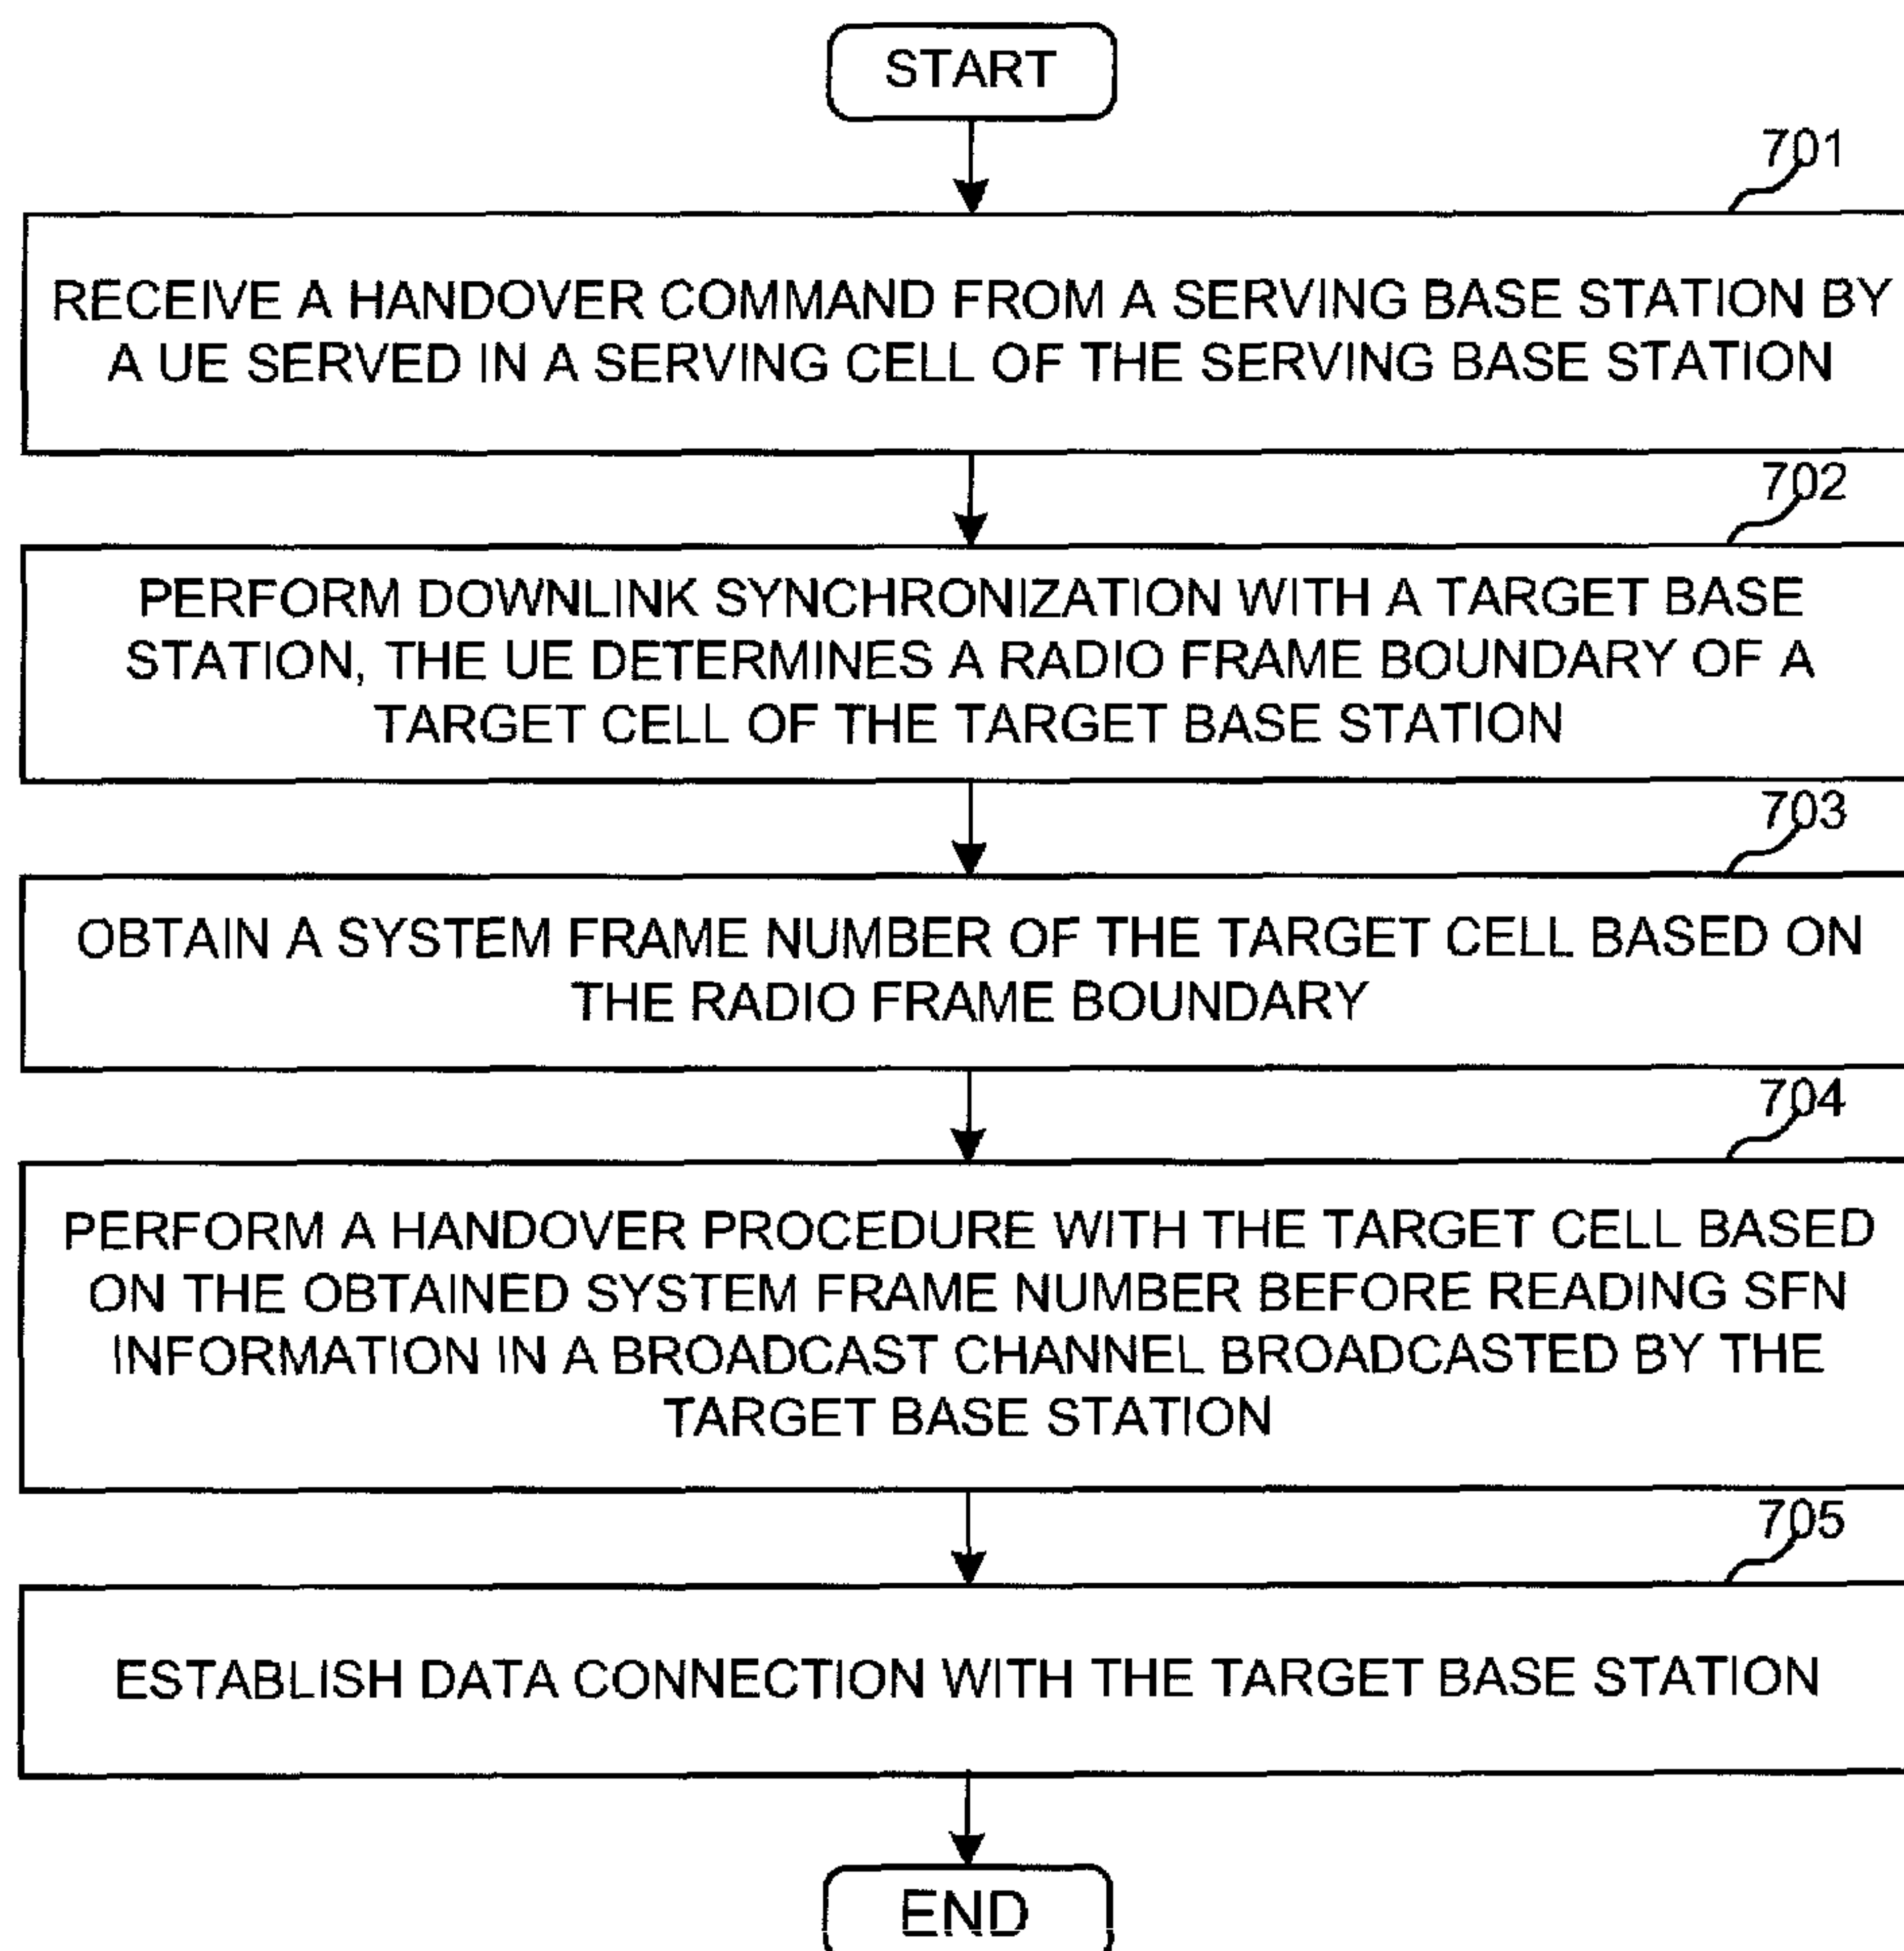 START
701
RECEIVE A HANDOVER COMMAND FROM A SERVING BASE STATION BY
A UE SERVED IN A SERVING CELL OF THE SERVING BASE STATION
702
PERFORM DOWNLINK SYNCHRONIZATION WITH A TARGET BASE
STATION, THE UE DETERMINES A RADIO FRAME BOUNDARY OF A
TARGET CELL OF THE TARGET BASE STATION
703
OBTAIN A SYSTEM FRAME NUMBER OF THE TARGET CELL BASED ON
THE RADIO FRAME BOUNDARY
704
PERFORM A HANDOVER PROCEDURE WITH THE TARGET CELL BASED
ON THE OBTAINED SYSTEM FRAME NUMBER BEFORE READING SFN
INFORMATION IN A BROADCAST CHANNEL BROADCASTED BY THE
TARGET BASE STATION
705
ESTABLISH DATA CONNECTION WITH THE TARGET BASE STATION
END